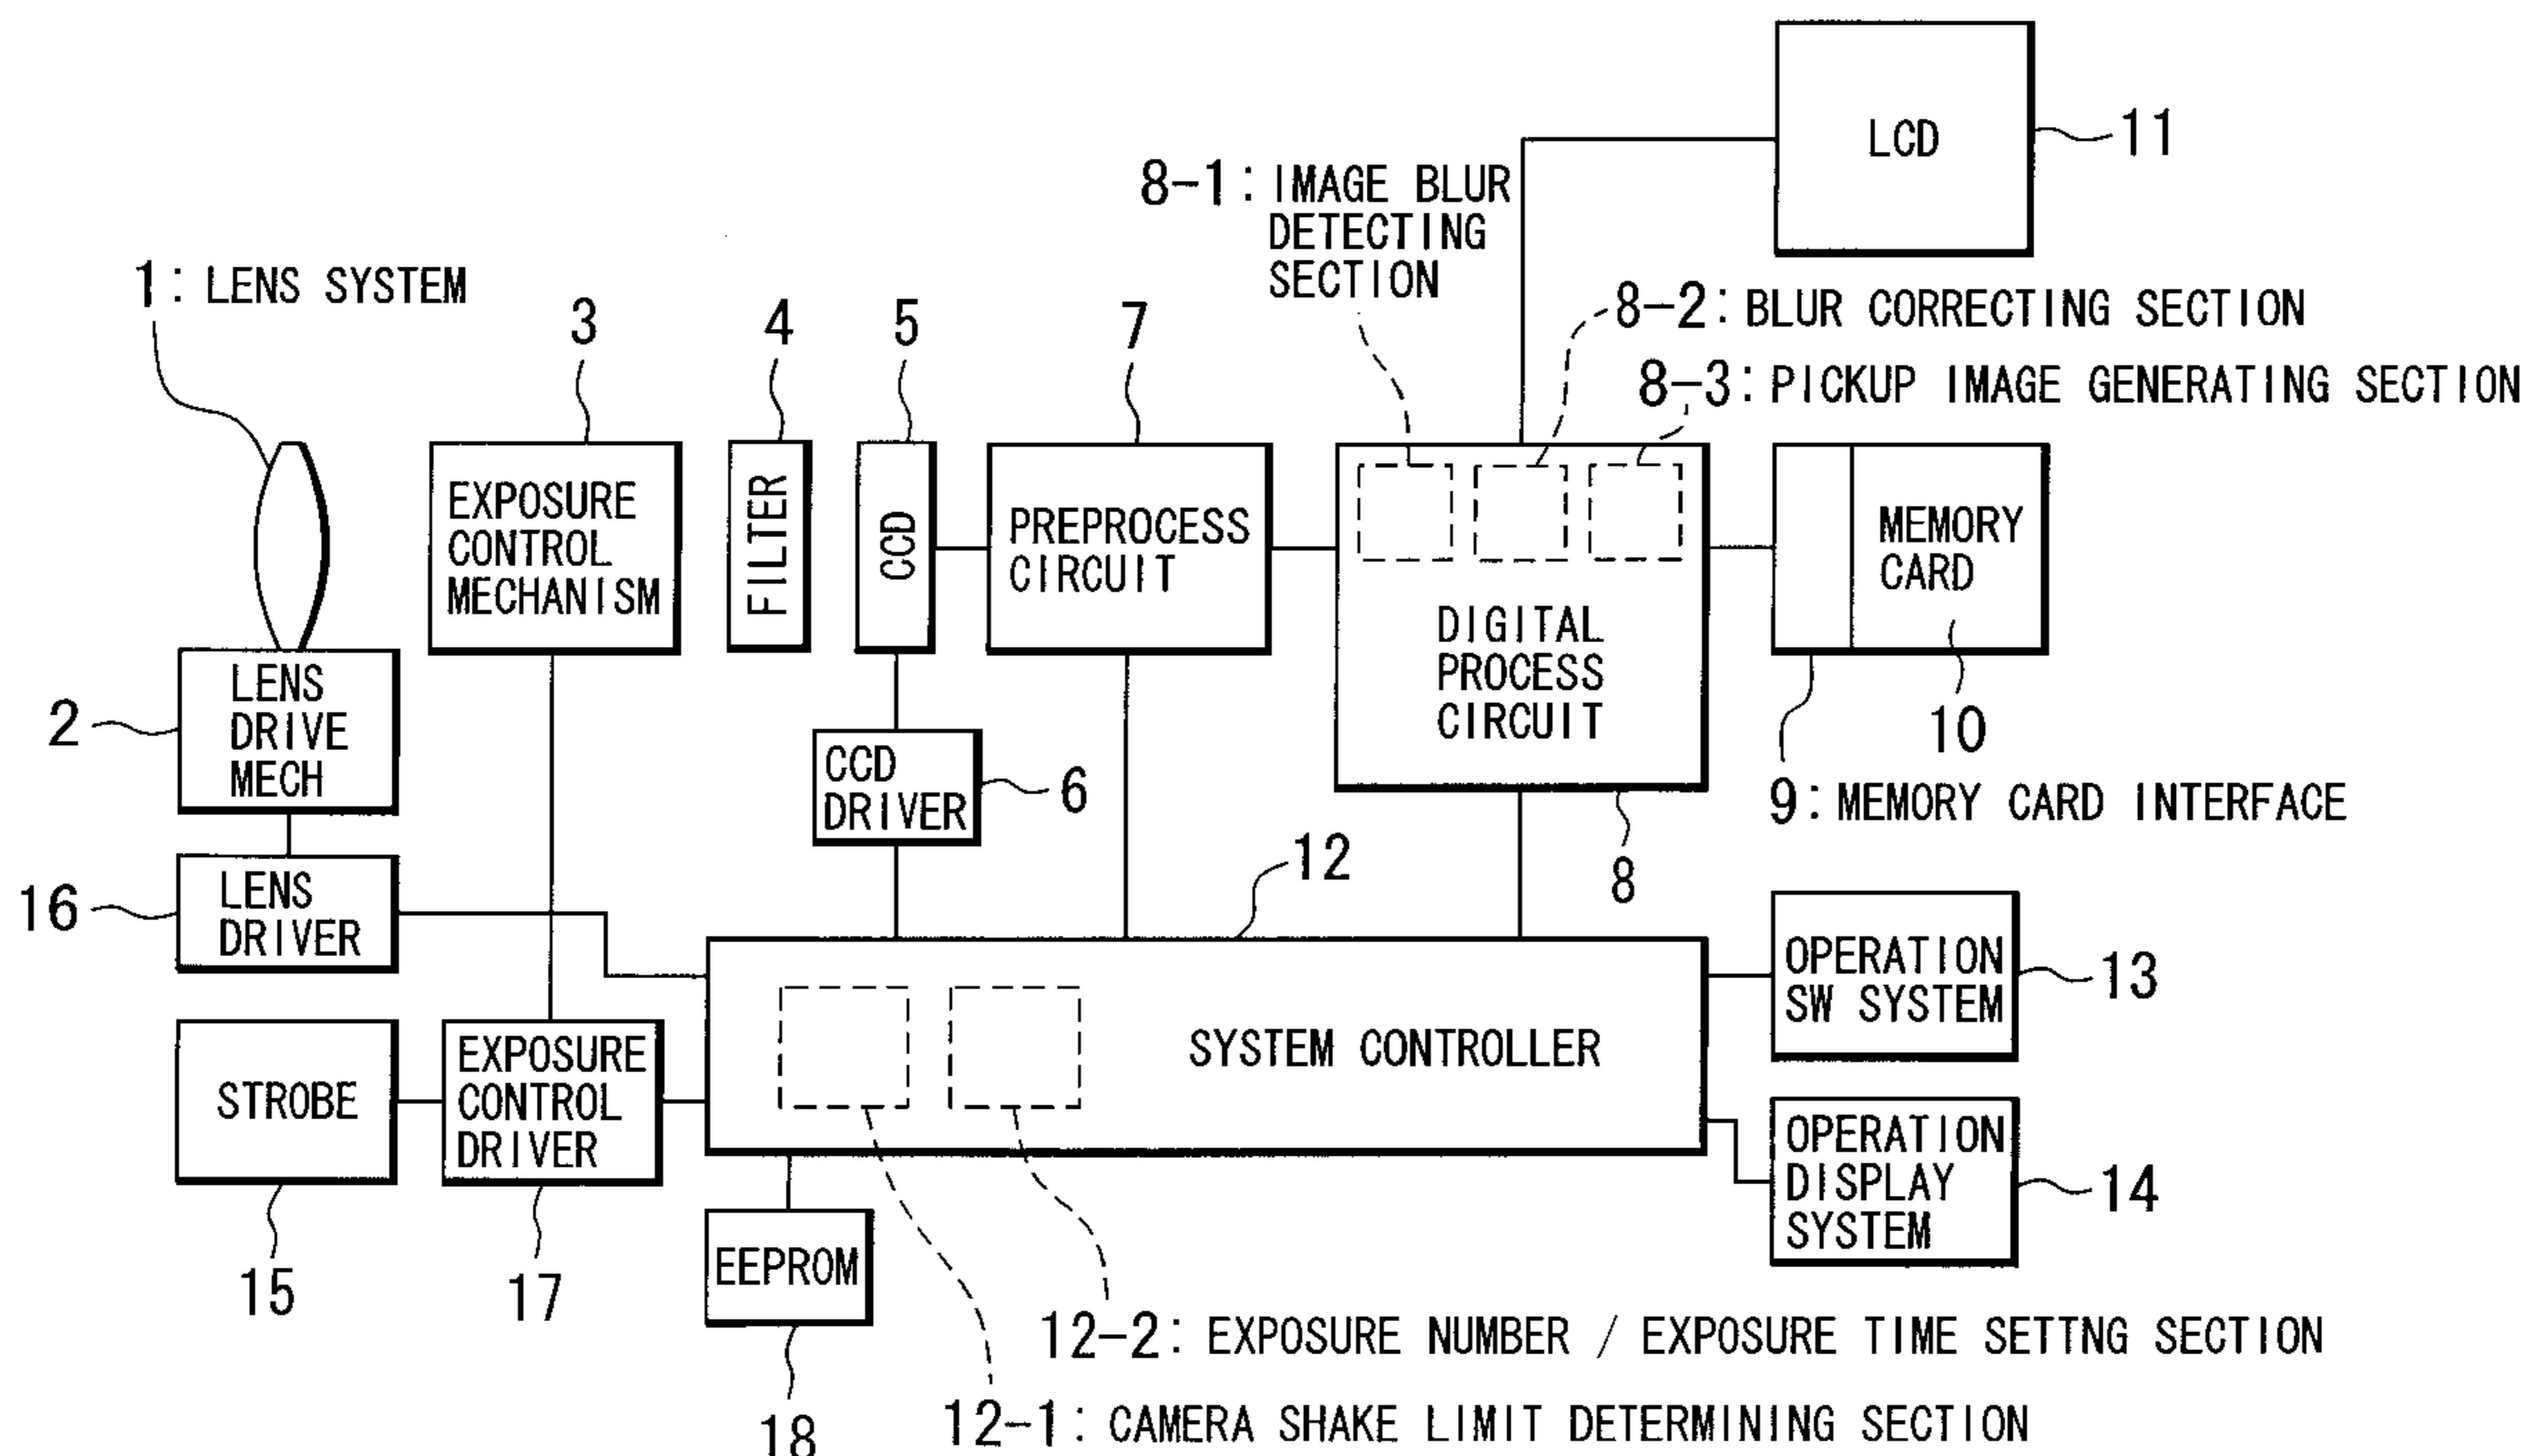 LCD
11
8-1: IMAGE BLUR
DETECTING
SECTION
1: LENS SYSTEM
3
4
5
7
8-2: BLUR CORRECTING SECTION
8-3: PICKUP IMAGE GENERATING SECTION
EXPOSURE
CONTROL
MECHANISM
FILTER
CCD
PREPROCESS
CIRCUIT
DIGITAL
PROCESS
CIRCUIT
MEMORY
CARD
10
2
LENS
DRIVE
MECH
CCD
DRIVER
6
9: MEMORY CARD INTERFACE
8
12
16
LENS
DRIVER
OPERATION
SW SYSTEM
13
STROBE
EXPOSURE
CONTROL
DRIVER
SYSTEM CONTROLLER
OPERATION
DISPLAY
SYSTEM
14
15
17
EEPROM
18
12-2: EXPOSURE NUMBER / EXPOSURE TIME SETTNG SECTION
12-1: CAMERA SHAKE LIMIT DETERMINING SECTION